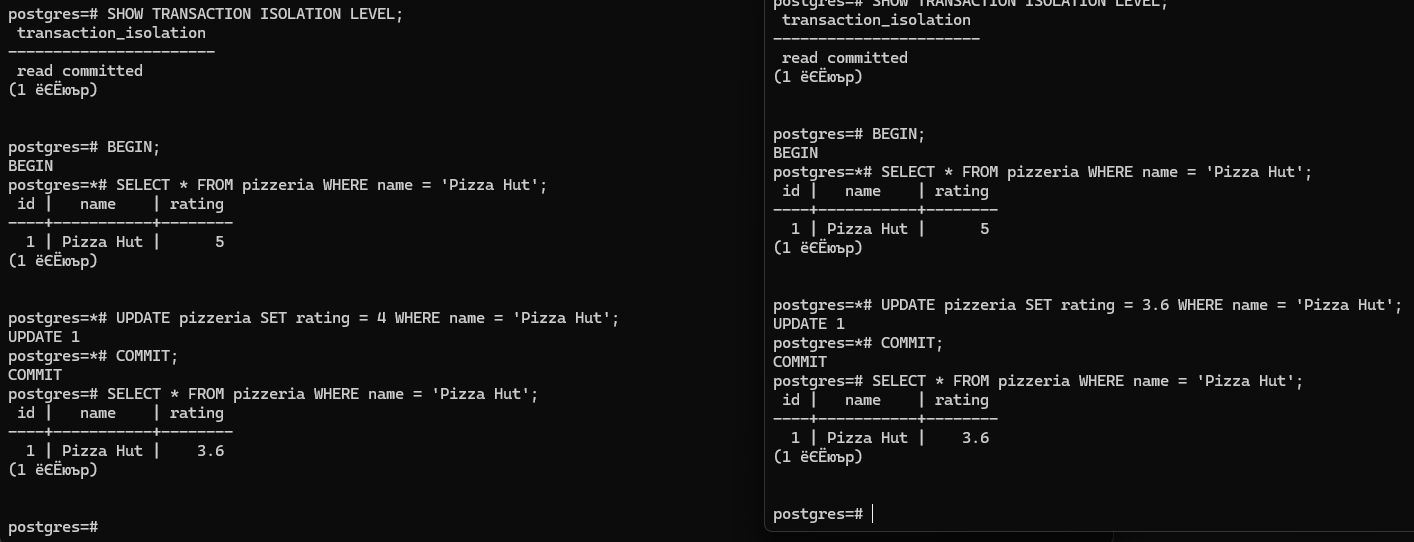 postgres=# SHOW TRANSACTION ISOLATION LEVEL;
transaction_isolation
-----------------------
read committed
(1 ё€Ёюър)
postgres=# BEGIN;
BEGIN
postgres=*# SELECT * FROM pizzeria WHERE name = 'Pizza Hut';
id |   name    | rating
----+-----------+--------
1 | Pizza Hut |      5
(1 ё€Ёюър)
postgres=*# UPDATE pizzeria SET rating = 4 WHERE name = 'Pizza Hut';
UPDATE 1
postgres=*# COMMIT;
COMMIT
postgres=# SELECT * FROM pizzeria WHERE name = 'Pizza Hut';
id |   name    | rating
----+-----------+--------
1 | Pizza Hut |    3.6
(1 ё€Ёюър)
postgres=#
postgres=# SHOW TRANSACTION ISOLATION LEVEL;
transaction_isolation
-----------------------
read committed
(1 ё€Ёюър)
postgres=# BEGIN;
BEGIN
postgres=*# SELECT * FROM pizzeria WHERE name = 'Pizza Hut';
id |   name    | rating
----+-----------+--------
1 | Pizza Hut |      5
(1 ё€Ёюър)
postgres=*# UPDATE pizzeria SET rating = 3.6 WHERE name = 'Pizza Hut';
UPDATE 1
postgres=*# COMMIT;
COMMIT
postgres=# SELECT * FROM pizzeria WHERE name = 'Pizza Hut';
id |   name    | rating
----+-----------+--------
1 | Pizza Hut |    3.6
(1 ё€Ёюър)
postgres=#